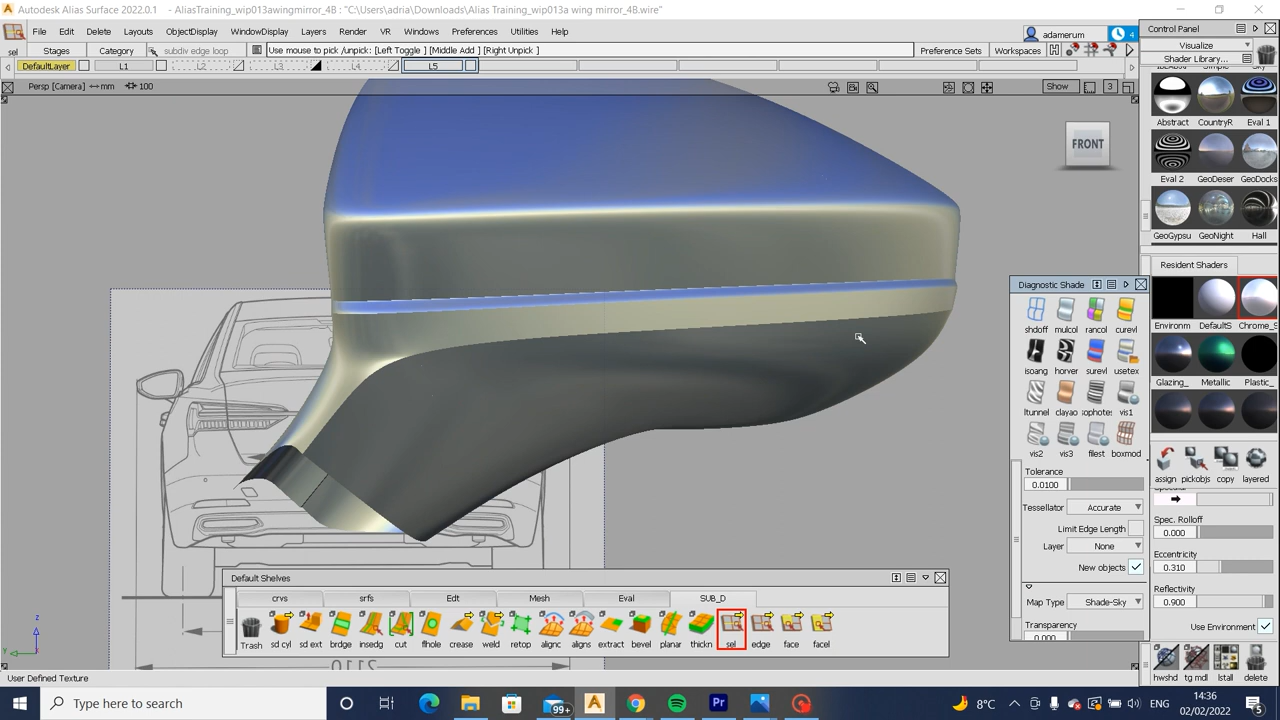 Autodesk Alias Surface 2022.0.1 - AliasTraining_wip013awingmirror_4B : "C:\Users\adria\Downloads\Alias Training_wip013a wing mirror_4B.wire"
File Edit Delete Layouts ObjectDisplay WindowDisplay Layers Render VR Windows Preferences Utilities Help
adamerum 4
sel Stages Category subdiv edge loop Use mouse to pick /unpick: [Left Toggle ] [Middle Add ] [Right Unpick ] Preference Sets Workspaces
DefaultLayer L1 L2 L3 L4 L5
Persp [Camera] mm 100 Show 3
FRONT
Control Panel
Visualize
Shader Library...
Abstract CountryR Eval 1
Eval 2 GeoDeser GeoDocks
GeoGypsu GeoNight Hall
Resident Shaders
Environm DefaultS Chrome_S
Glazing_ Metallic Plastic_
assign pickobjs copy layered
Spec. Rolloff
0.000
Eccentricity
0.310
Reflectivity
0.900
Use Environment
hwshd tg mdl lstall delete
Diagnostic Shade
shdoff mulcol rancol curevl
isoang horver surevl usetex
ltunnel clayao sophotes vis1
vis2 vis3 filest boxmod
Tolerance
0.0100
Tessellator Accurate
Limit Edge Length
Layer None
New objects
Map Type Shade-Sky
Transparency
0.000
Default Shelves
crvs srfs Edt Mesh Eval SUB_D
Trash sd cyl sd ext brdge insedg cut flhole crease weld retop alignc aligns extract bevel planar thickn sel edge face facel
2110
z
y
User Defined Texture
Type here to search
99+
8°C ENG 14:36
02/02/2022 5